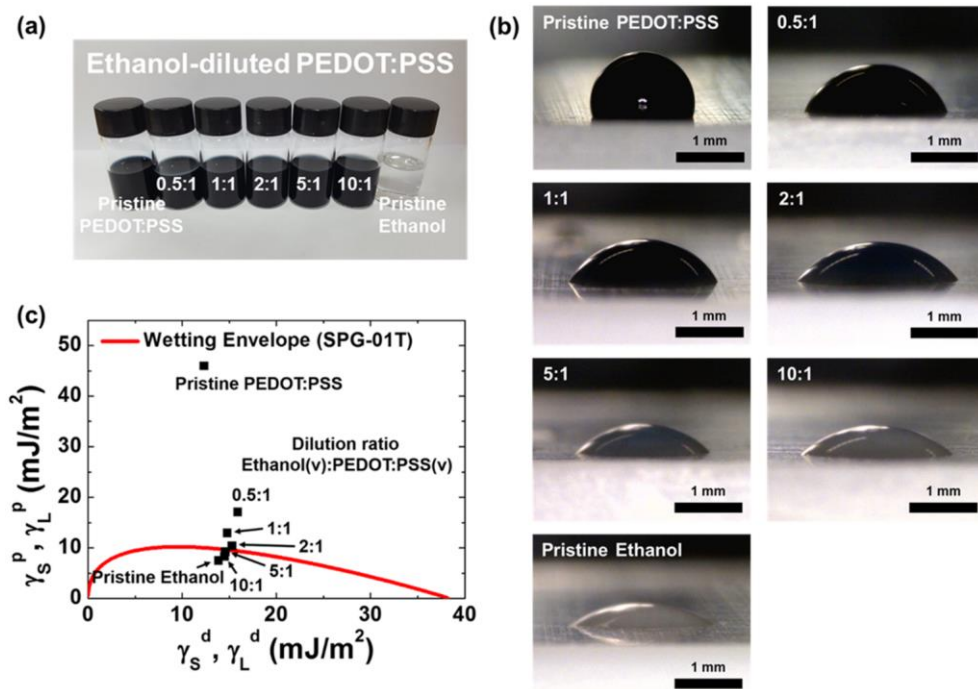 (a)
Ethanol-diluted PEDOT:PSS
0.5:1 1:1 2:1 5:1 10:1
Pristine
PEDOT:PSS
Pristine
Ethanol
(b)
Pristine PEDOT:PSS
1 mm
0.5:1
1 mm
1:1
1 mm
2:1
1 mm
5:1
1 mm
10:1
1 mm
Pristine Ethanol
1 mm
(c)
Wetting Envelope (SPG-01T)
Pristine PEDOT:PSS
Dilution ratio
Ethanol(v):PEDOT:PSS(v)
0.5:1
1:1
2:1
5:1
10:1
Pristine Ethanol
50
40
30
20
10
0
0 10 20 30 40
γS^p, γL^p (mJ/m²)
γS^d, γL^d (mJ/m²)